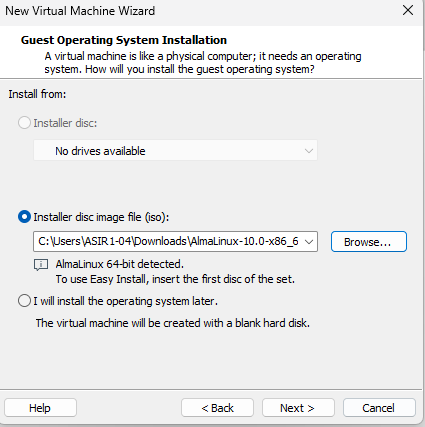 New Virtual Machine Wizard
Guest Operating System Installation
A virtual machine is like a physical computer; it needs an operating
system. How will you install the guest operating system?
Install from:
Installer disc:
No drives available
Installer disc image file (iso):
C:\Users\ASIR1-04\Downloads\AlmaLinux-10.0-x86_6
Browse...
AlmaLinux 64-bit detected.
To use Easy Install, insert the first disc of the set.
I will install the operating system later.
The virtual machine will be created with a blank hard disk.
Help
< Back
Next >
Cancel